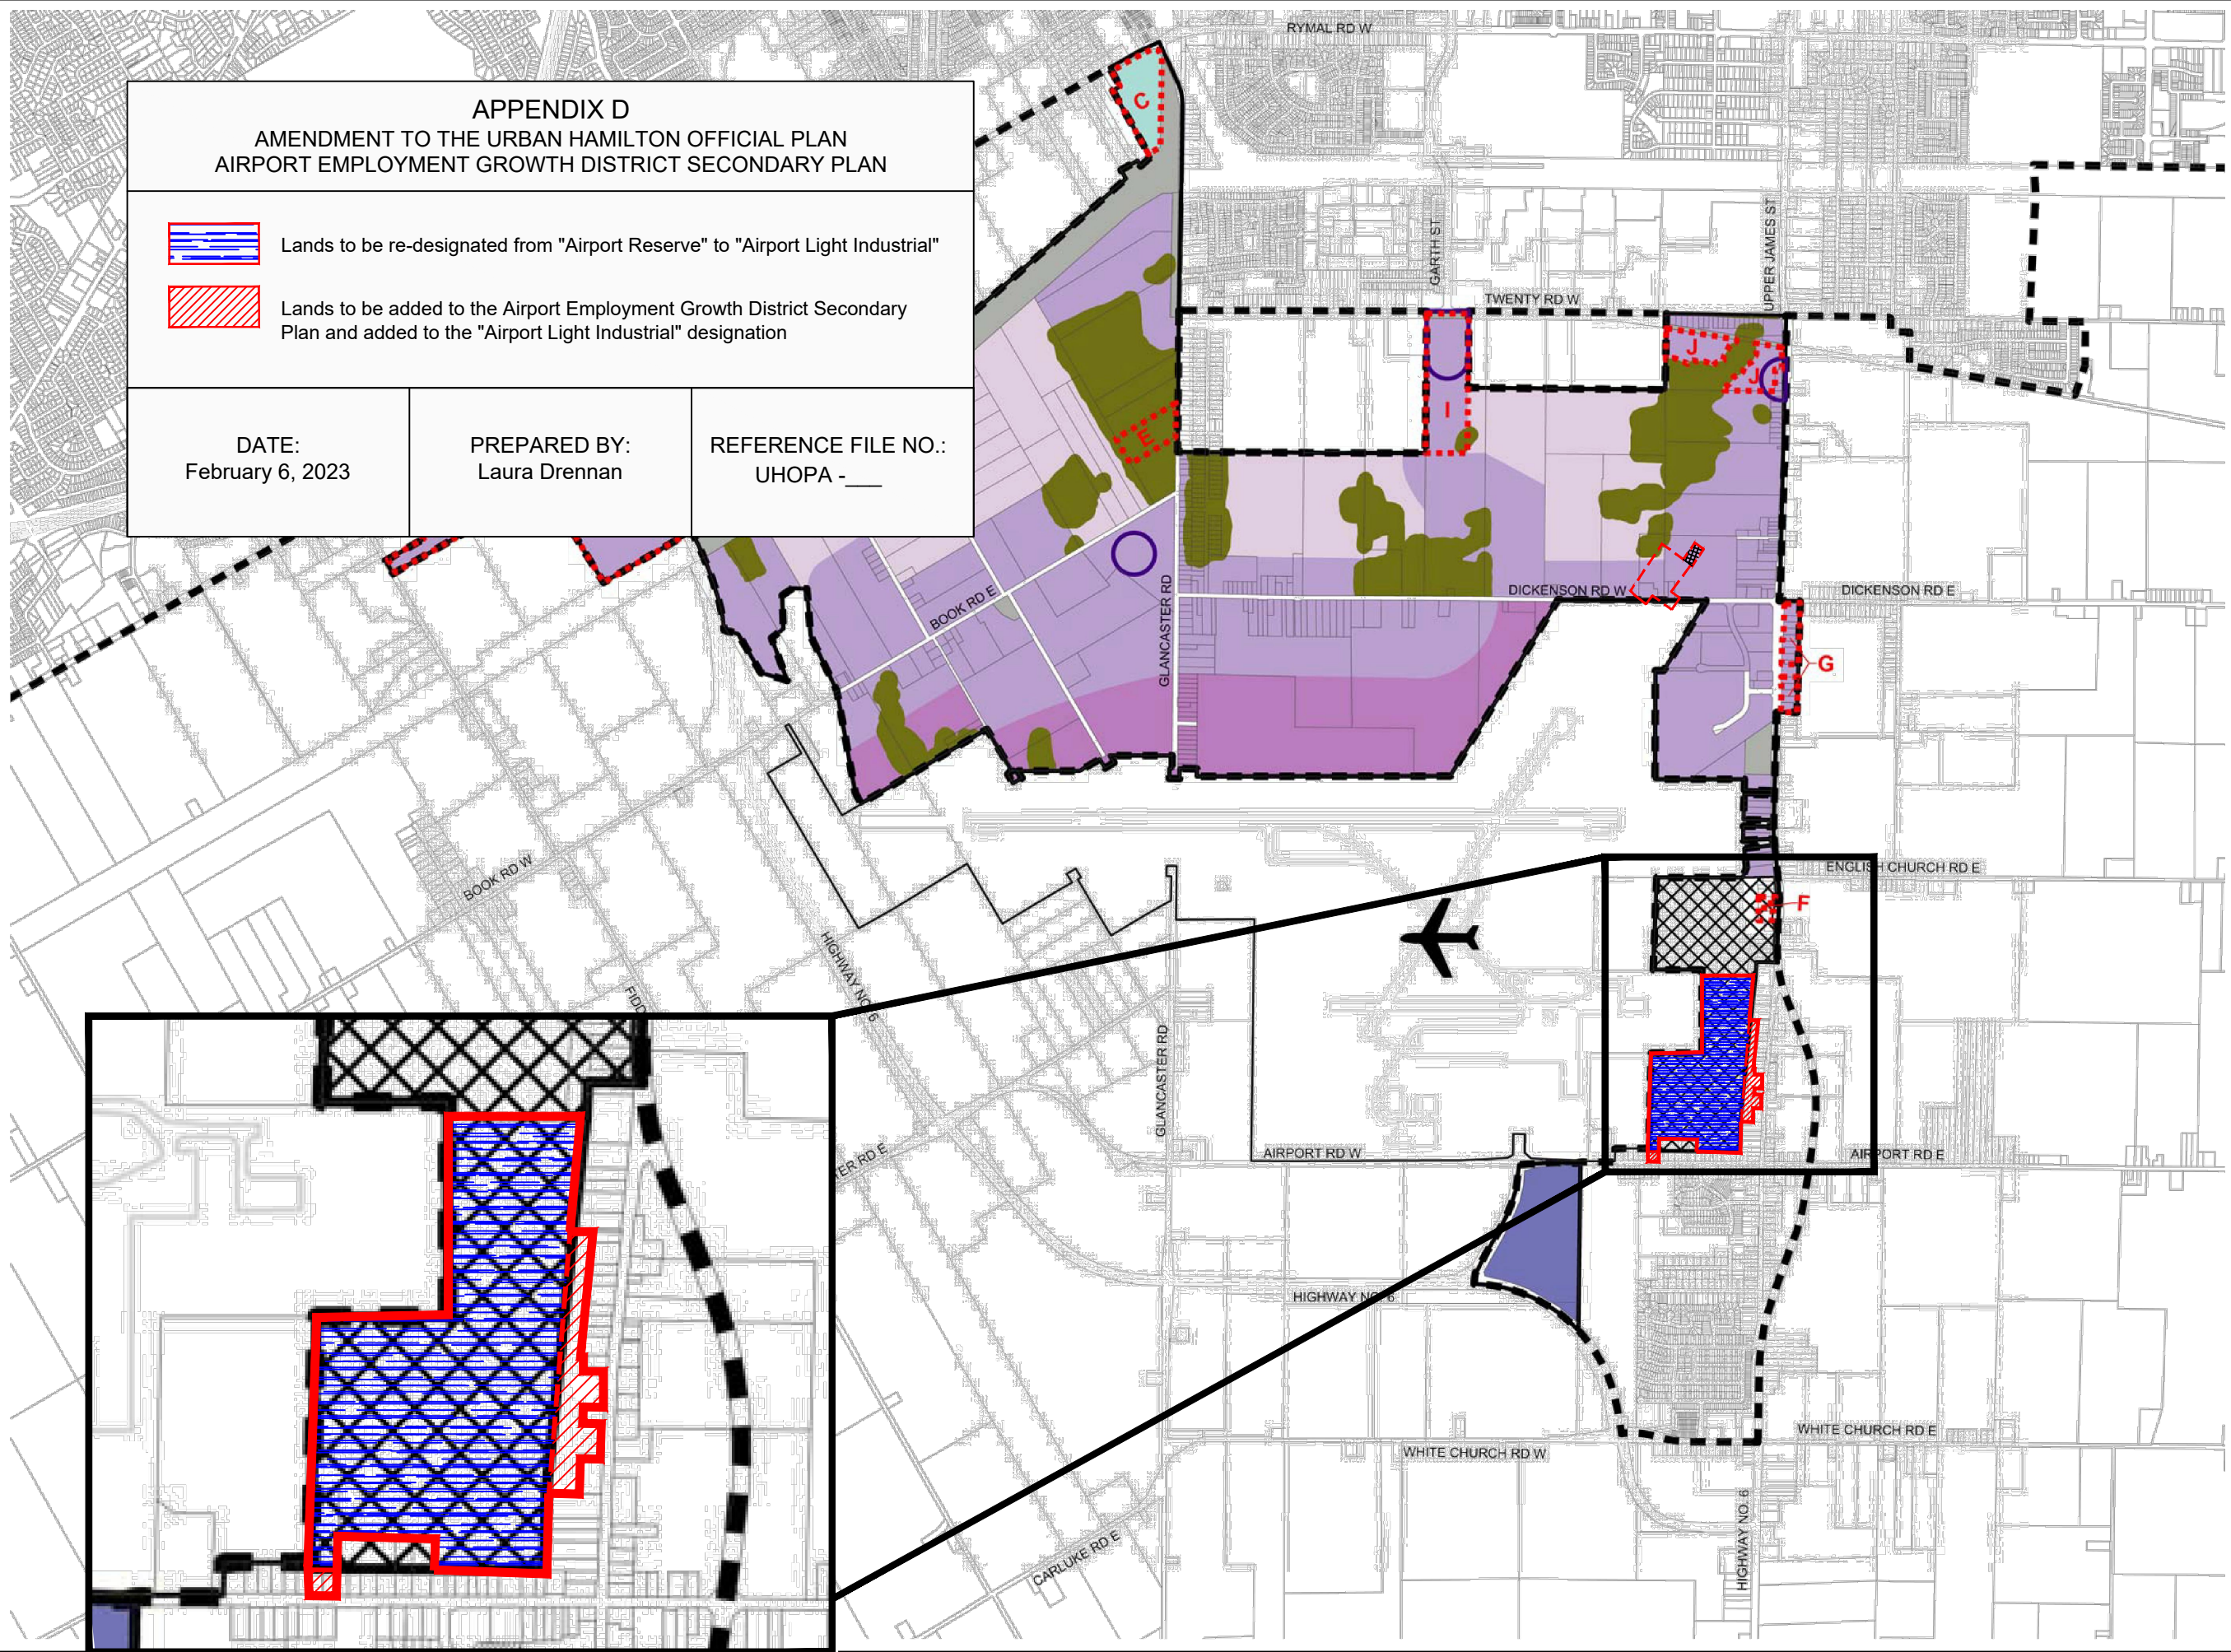 APPENDIX D
AMENDMENT TO THE URBAN HAMILTON OFFICIAL PLAN
AIRPORT EMPLOYMENT GROWTH DISTRICT SECONDARY PLAN
Lands to be re-designated from "Airport Reserve" to "Airport Light Industrial"
Lands to be added to the Airport Employment Growth District Secondary
Plan and added to the "Airport Light Industrial" designation
DATE:
February 6, 2023
PREPARED BY:
Laura Drennan
REFERENCE FILE NO.:
UHOPA -___
RYMAL RD W
C
GARTH ST
UPPER JAMES ST
TWENTY RD W
J
J
I
E
BOOK RD E
GLANCASTER RD
DICKENSON RD W
DICKENSON RD E
G
BOOK RD W
ENGLISH CHURCH RD E
F
HIGHWAY NO. 6
FIDD
GLANCASTER RD
TER RD E
AIRPORT RD W
AIRPORT RD E
HIGHWAY NO. 6
WHITE CHURCH RD W
WHITE CHURCH RD E
HIGHWAY NO. 6
CARLUKE RD E